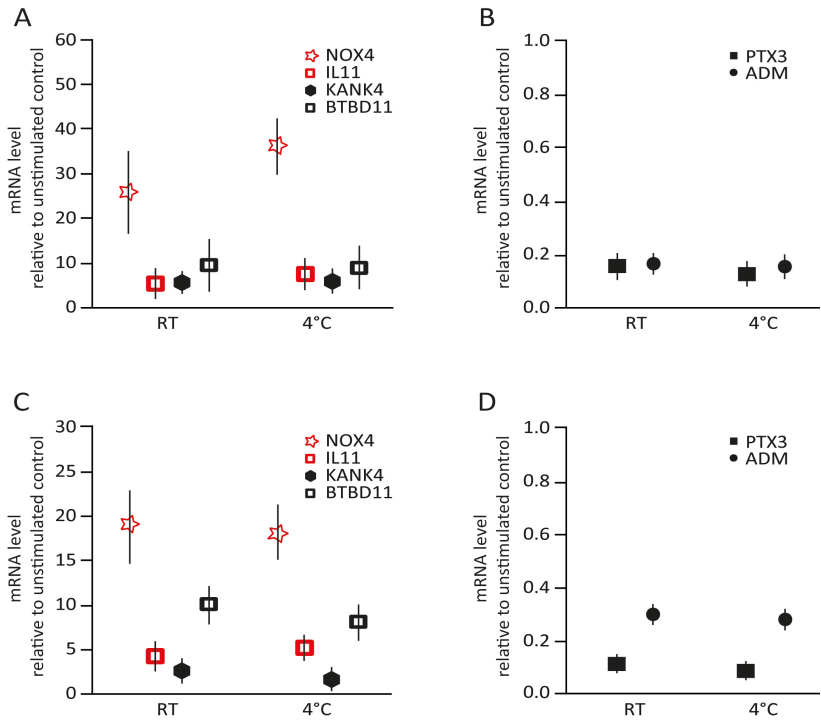 A
mRNA level
relative to unstimulated control
60
50
40
30
20
10
0
NOX4
IL11
KANK4
BTBD11
RT
4°C
B
mRNA level
relative to unstimulated control
1.0
0.8
0.6
0.4
0.2
0.0
PTX3
ADM
RT
4°C
C
mRNA level
relative to unstimulated control
30
25
20
15
10
5
0
NOX4
IL11
KANK4
BTBD11
RT
4°C
D
mRNA level
relative to unstimulated control
1.0
0.8
0.6
0.4
0.2
0.0
PTX3
ADM
RT
4°C